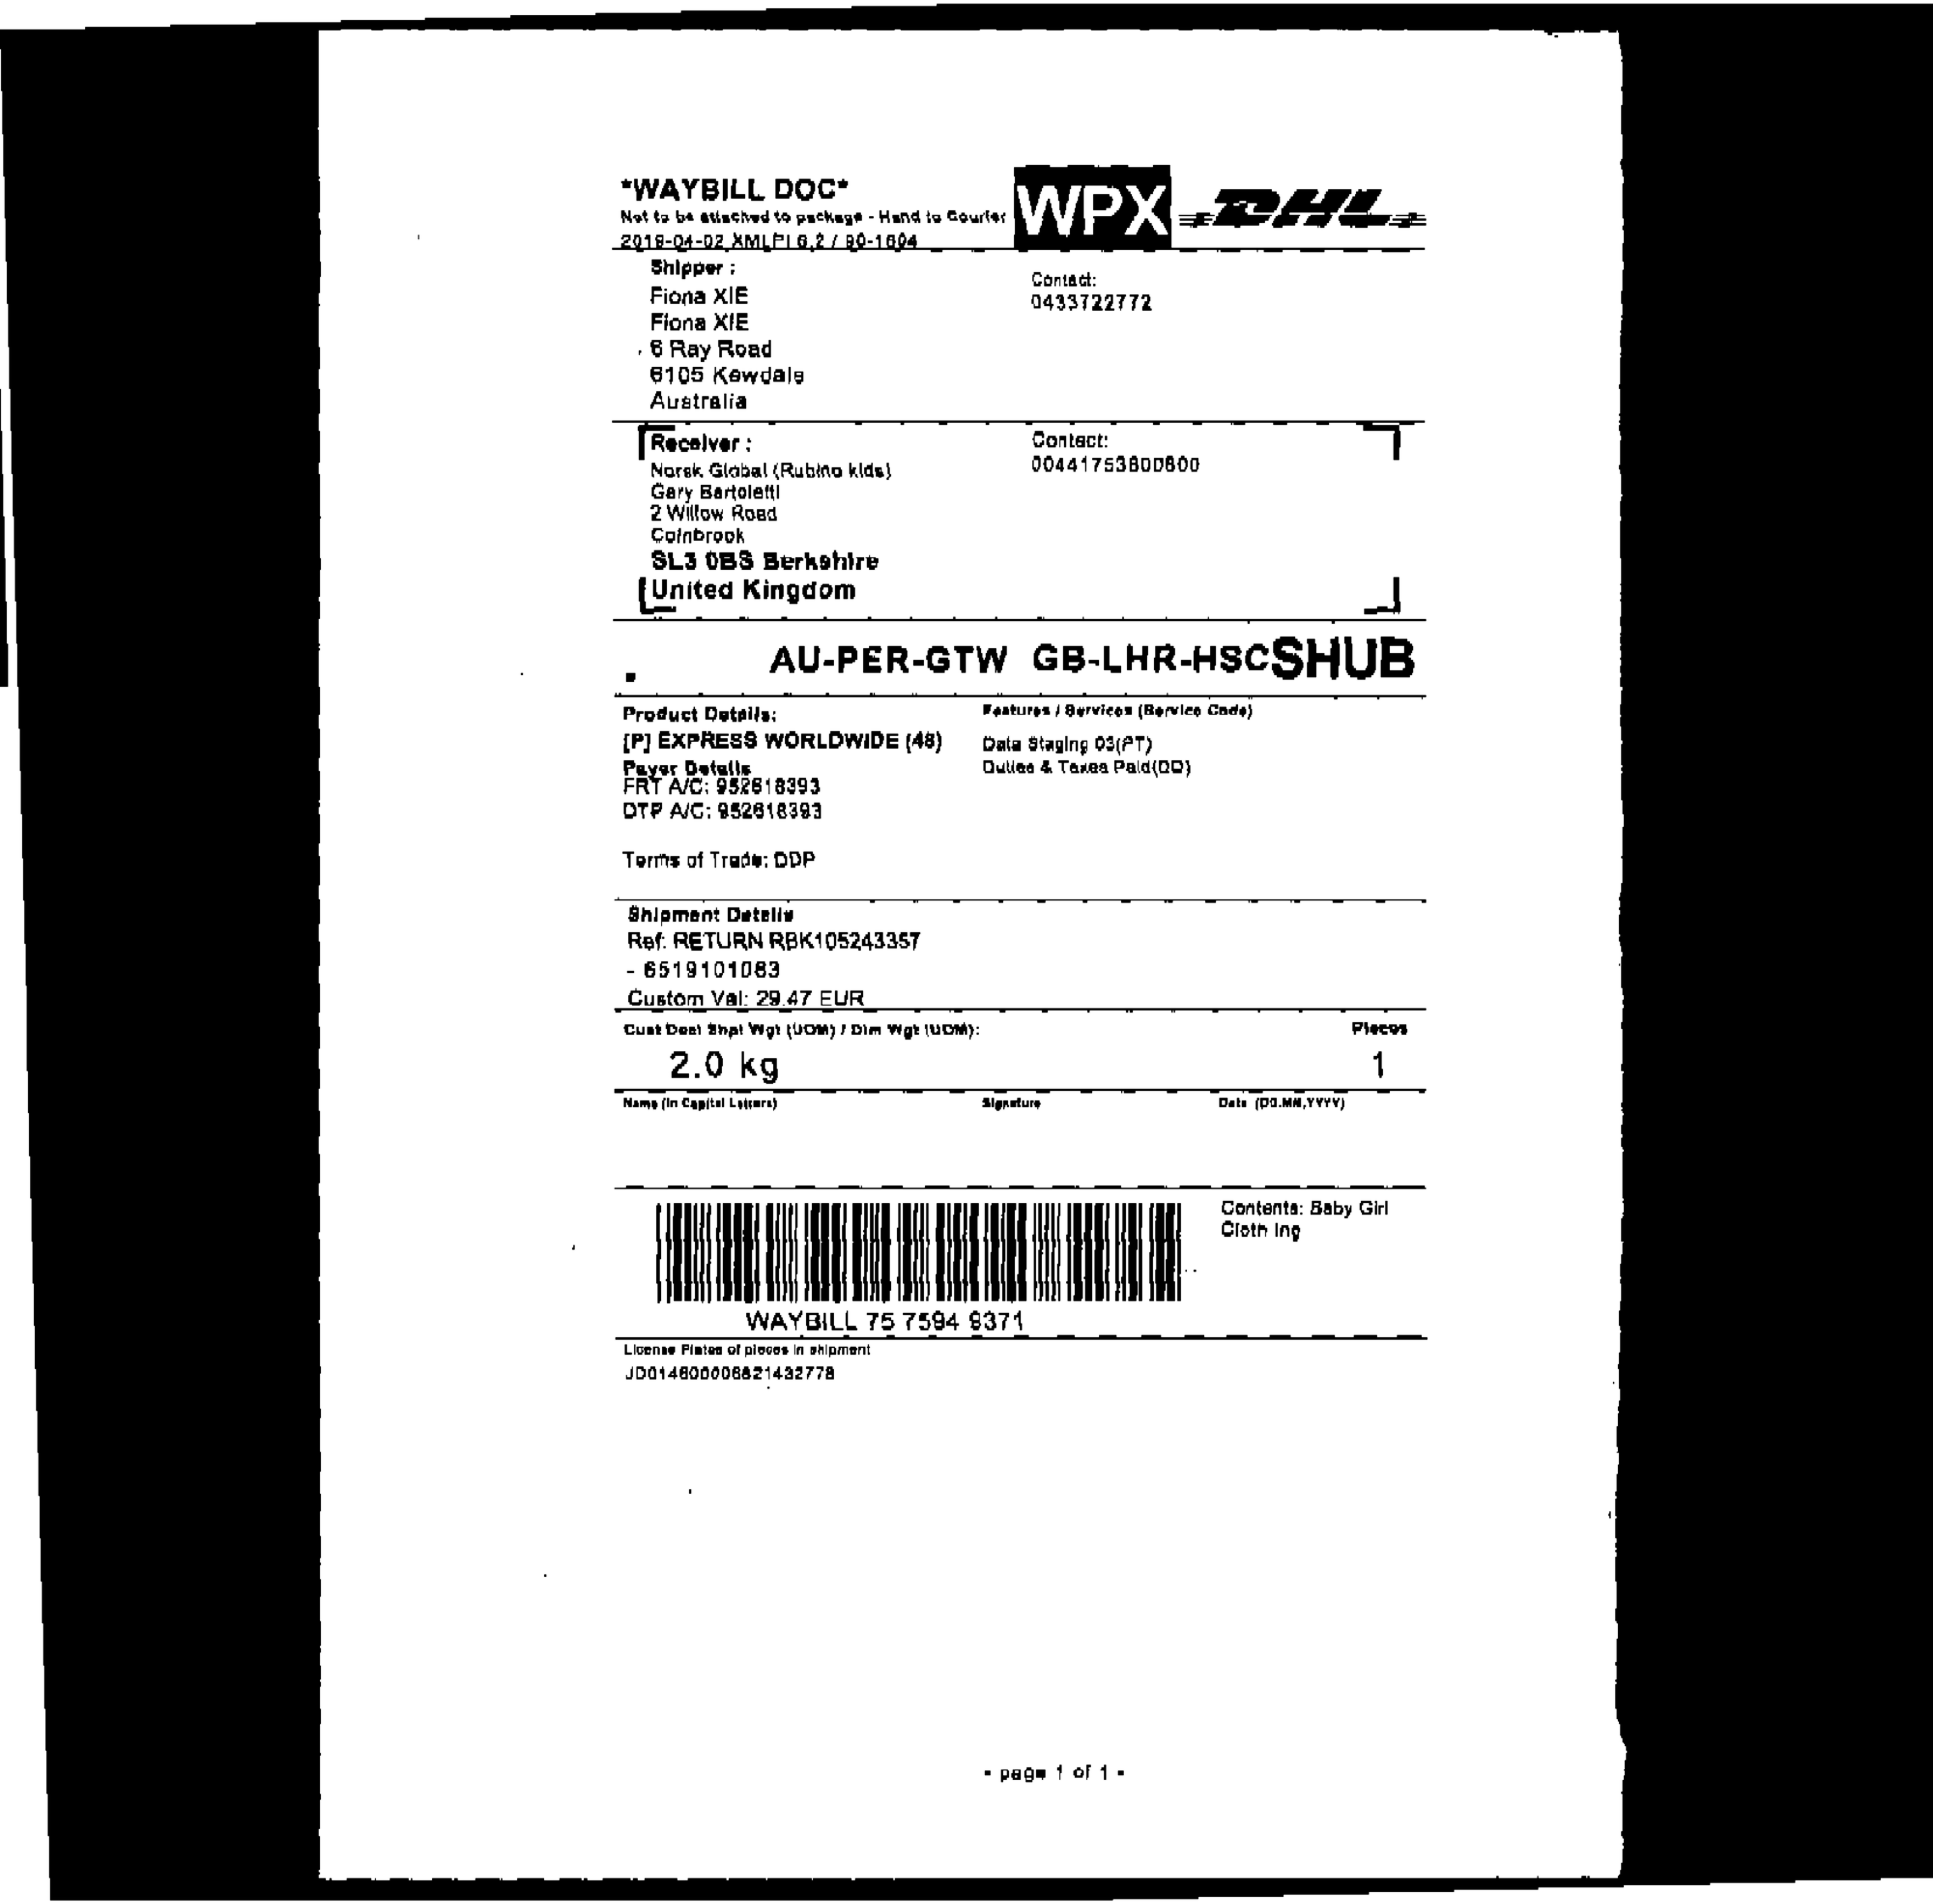 *WAYBILL DOC*
Not to be attached to package - Hand to Courier
WPX
DHL
2019-04-02 XMLPI 6.2 / 90-1604
Shipper :
Contact:
Fiona XIE
0433722772
Fiona XIE
6 Ray Road
6105 Kewdale
Australia
Receiver :
Contact:
Norsk Global (Rubino kids)
00441753800800
Gary Bartoletti
2 Willow Road
Colnbrook
SL3 0BS Berkshire
United Kingdom
AU-PER-GTW GB-LHR-HSCSHUB
Product Details:
Features / Services (Service Code)
[P] EXPRESS WORLDWIDE (48)
Data Staging 03(PT)
Payer Details
Duties & Taxes Paid(DD)
FRT A/C: 952618393
DTP A/C: 952618393
Terms of Trade: DDP
Shipment Details
Ref: RETURN RBK105243357
- 6519101083
Custom Val: 29.47 EUR
Cust Decl Shpt Wgt (UOM) / Dim Wgt (UOM):
Pieces
2.0 kg
1
Name (in Capital Letters)
Signature
Date (DD.MM.YYYY)
Contents: Baby Girl
Cloth ing
WAYBILL 75 7594 9371
License Plates of pieces in shipment
JD014600006821432778
- page 1 of 1 -